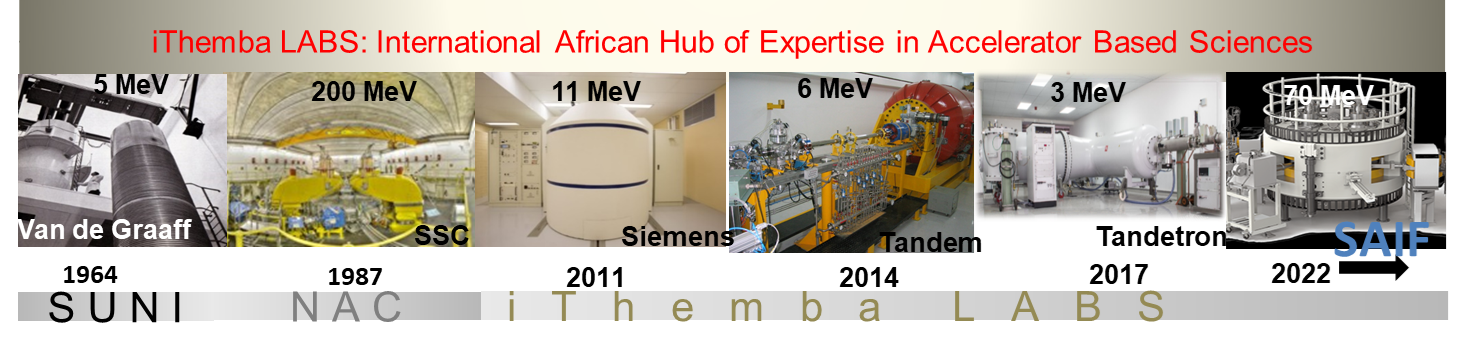 iThemba LABS: International African Hub of Expertise in Accelerator Based Sciences
5 MeV
200 MeV
11 MeV
6 MeV
3 MeV
70 MeV
Van de Graaff
SSC
Siemens
Tandem
Tandetron
SAIF
1964
1987
2011
2014
2017
2022
SUNI
NAC
iThemba LABS